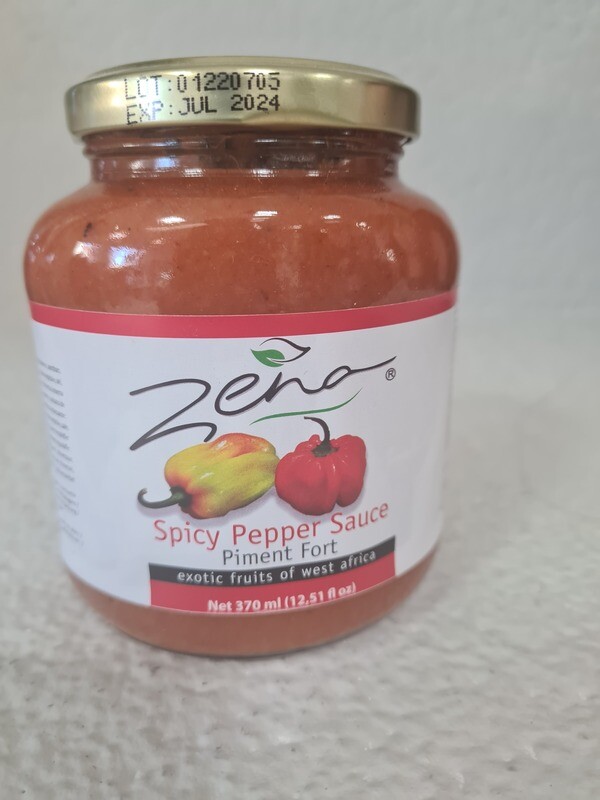 LOT:01220705
EXP:JUL 2024
zena ®
Spicy Pepper Sauce
Piment Fort
exotic fruits of west africa
Net 370 ml (12,51 fl oz)